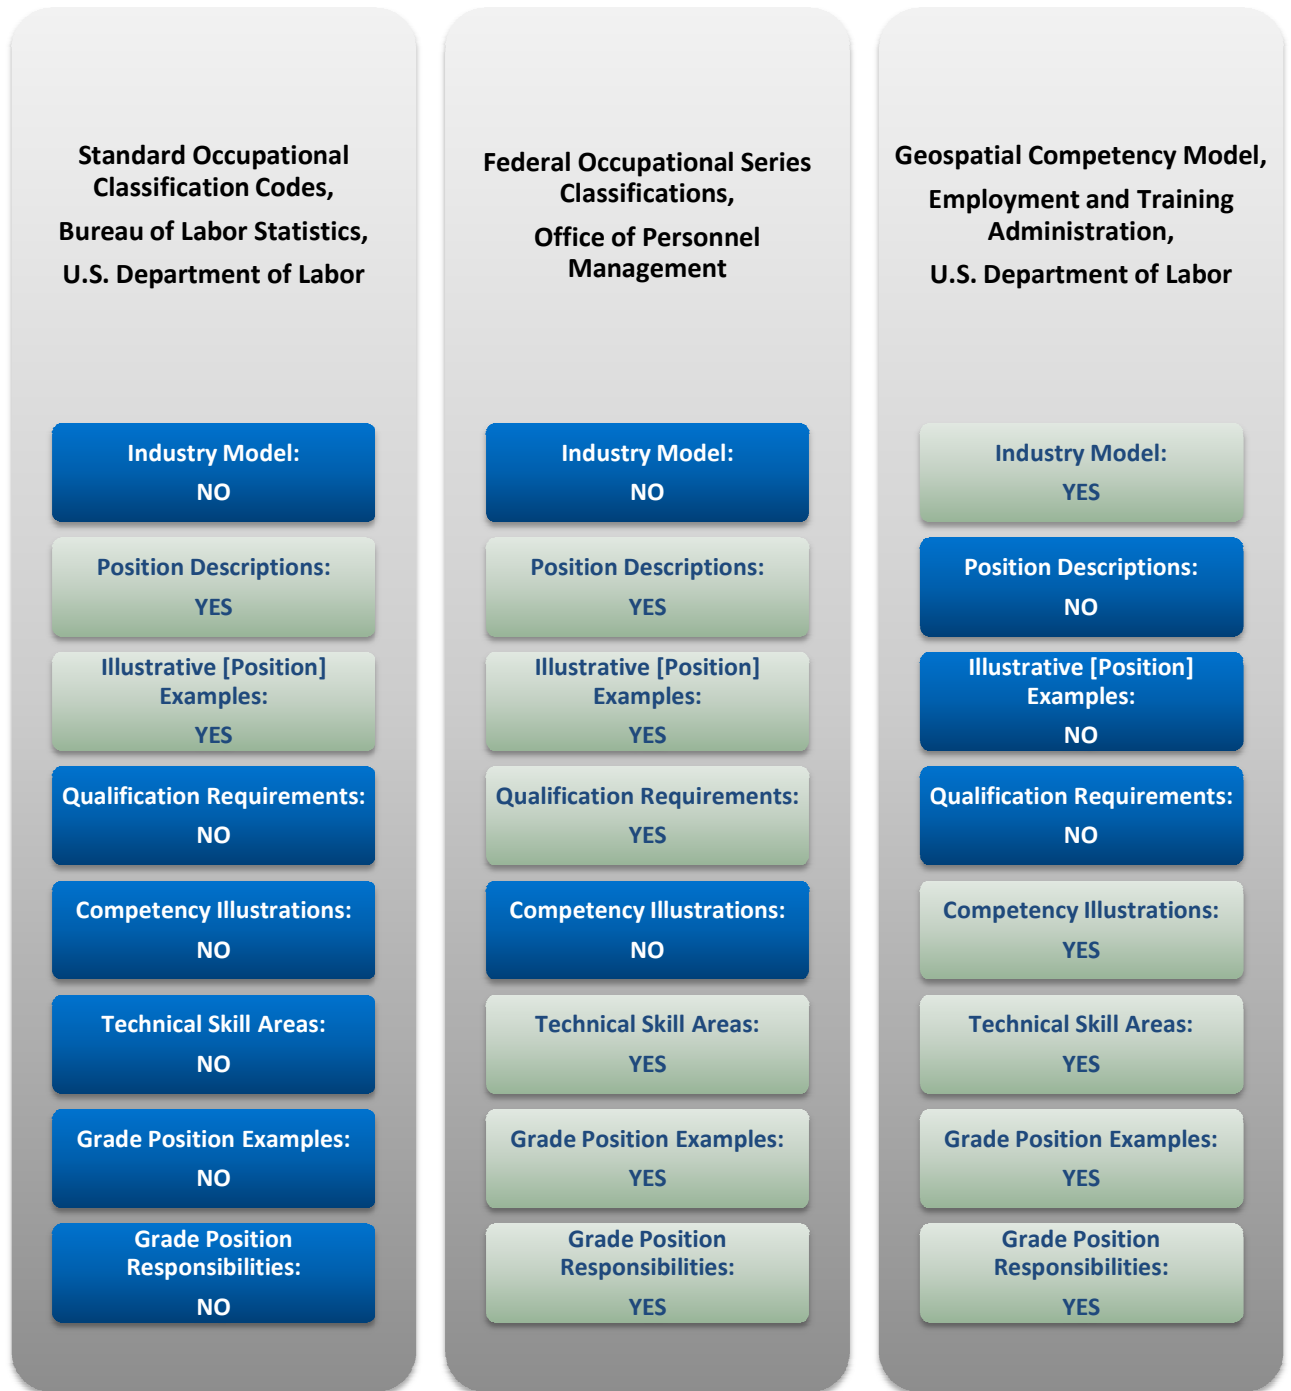 Standard Occupational
Classification Codes,
Bureau of Labor Statistics,
U.S. Department of Labor
Industry Model:
NO
Position Descriptions:
YES
Illustrative [Position]
Examples:
YES
Qualification Requirements:
NO
Competency Illustrations:
NO
Technical Skill Areas:
NO
Grade Position Examples:
NO
Grade Position
Responsibilities:
NO
Federal Occupational Series
Classifications,
Office of Personnel
Management
Industry Model:
NO
Position Descriptions:
YES
Illustrative [Position]
Examples:
YES
Qualification Requirements:
YES
Competency Illustrations:
NO
Technical Skill Areas:
YES
Grade Position Examples:
YES
Grade Position
Responsibilities:
YES
Geospatial Competency Model,
Employment and Training
Administration,
U.S. Department of Labor
Industry Model:
YES
Position Descriptions:
NO
Illustrative [Position]
Examples:
NO
Qualification Requirements:
NO
Competency Illustrations:
YES
Technical Skill Areas:
YES
Grade Position Examples:
YES
Grade Position
Responsibilities:
YES